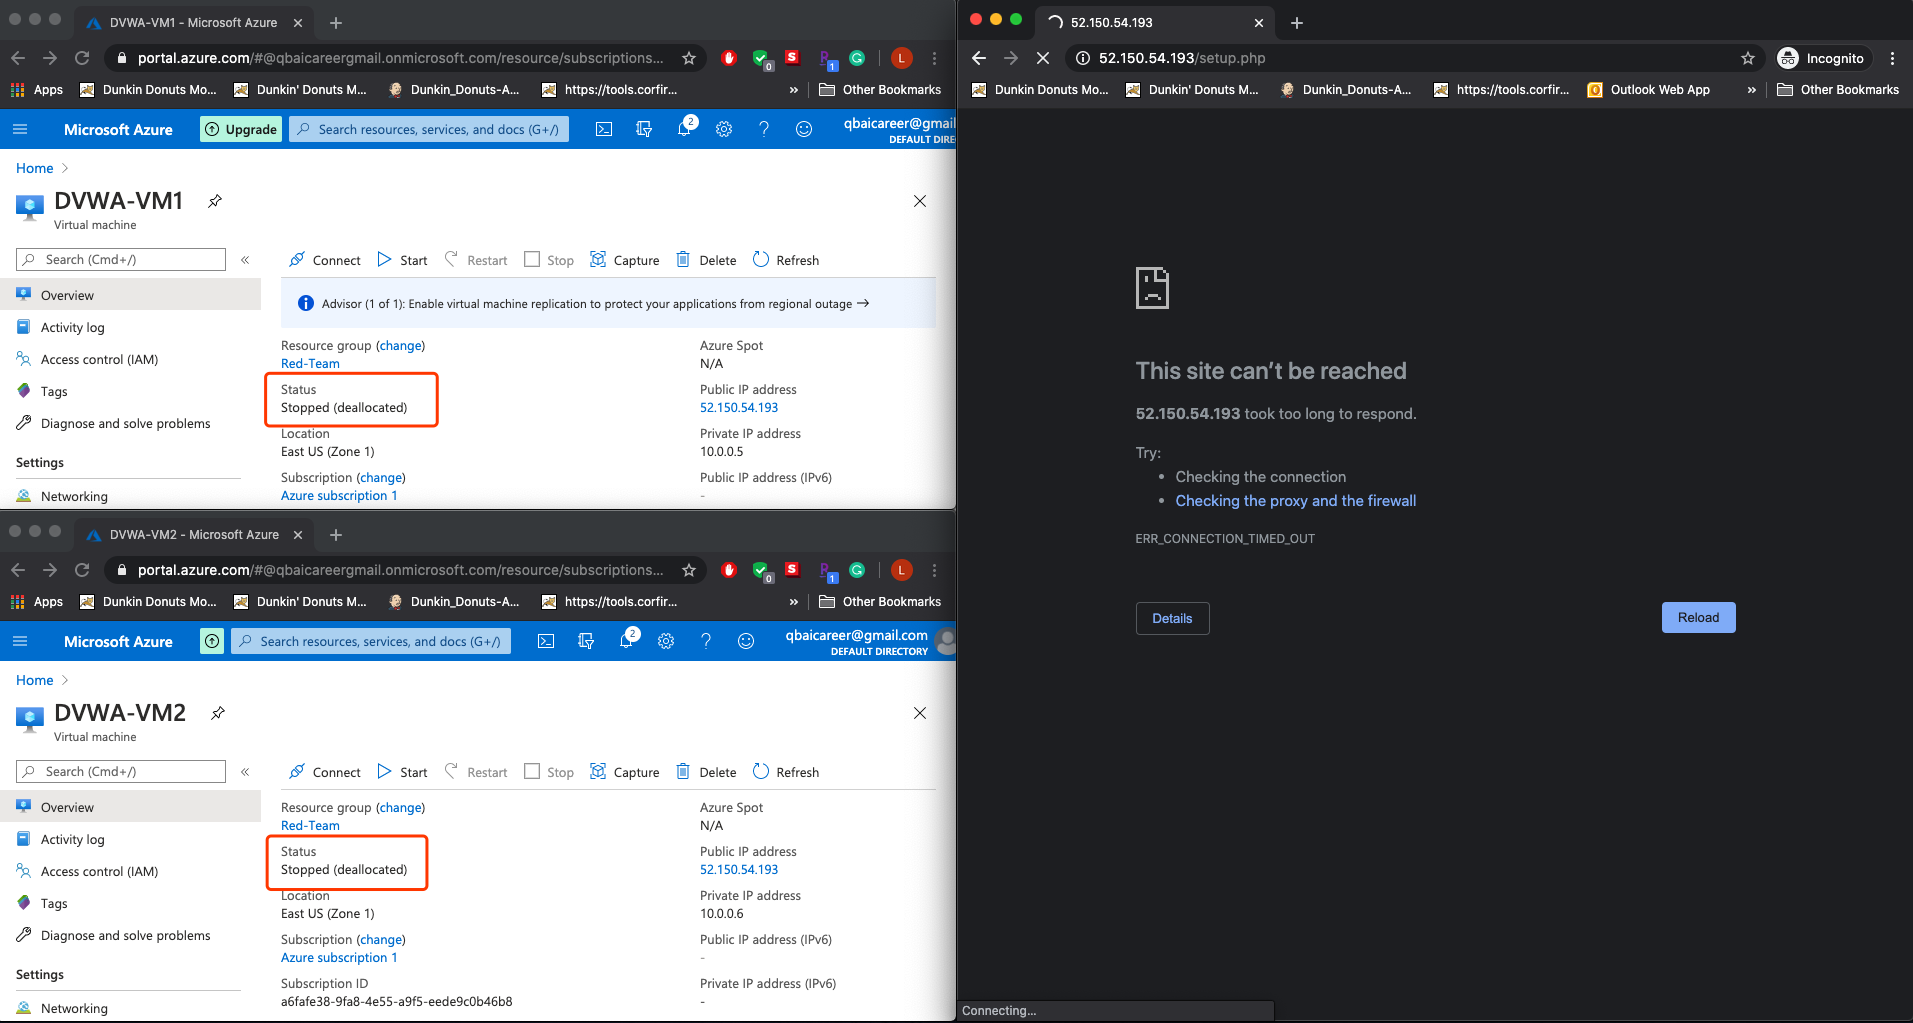 DVWA-VM1 - Microsoft Azure
portal.azure.com/#@qbaicareergmail.onmicrosoft.com/resource/subscriptions...
0
S
1
G
L
Apps
Dunkin Donuts Mo...
Dunkin' Donuts M...
Dunkin_Donuts-A...
https://tools.corfir...
»
Other Bookmarks
Microsoft Azure
Upgrade
Search resources, services, and docs (G+/)
2
qbaicareer@gmail
DEFAULT DIRE
Home
DVWA-VM1
Virtual machine
Search (Cmd+/)
«
Connect
Start
Restart
Stop
Capture
Delete
Refresh
Overview
Activity log
Access control (IAM)
Tags
Diagnose and solve problems
Settings
Networking
Advisor (1 of 1): Enable virtual machine replication to protect your applications from regional outage →
Resource group (change)
Red-Team
Status
Stopped (deallocated)
Location
East US (Zone 1)
Subscription (change)
Azure subscription 1
Azure Spot
N/A
Public IP address
52.150.54.193
Private IP address
10.0.0.5
Public IP address (IPv6)
-
DVWA-VM2 - Microsoft Azure
portal.azure.com/#@qbaicareergmail.onmicrosoft.com/resource/subscriptions...
0
S
1
G
L
Apps
Dunkin Donuts Mo...
Dunkin' Donuts M...
Dunkin_Donuts-A...
https://tools.corfir...
»
Other Bookmarks
Microsoft Azure
Search resources, services, and docs (G+/)
2
qbaicareer@gmail.com
DEFAULT DIRECTORY
Home
DVWA-VM2
Virtual machine
Search (Cmd+/)
«
Connect
Start
Restart
Stop
Capture
Delete
Refresh
Overview
Activity log
Access control (IAM)
Tags
Diagnose and solve problems
Settings
Networking
Resource group (change)
Red-Team
Status
Stopped (deallocated)
Location
East US (Zone 1)
Subscription (change)
Azure subscription 1
Subscription ID
a6fafe38-9fa8-4e55-a9f5-eede9c0b46b8
Azure Spot
N/A
Public IP address
52.150.54.193
Private IP address
10.0.0.6
Public IP address (IPv6)
-
Private IP address (IPv6)
-
52.150.54.193
52.150.54.193/setup.php
Incognito
Dunkin Donuts Mo...
Dunkin' Donuts M...
Dunkin_Donuts-A...
https://tools.corfir...
Outlook Web App
»
Other Bookmarks
This site can't be reached
52.150.54.193 took too long to respond.
Try:
• Checking the connection
• Checking the proxy and the firewall
ERR_CONNECTION_TIMED_OUT
Details
Reload
Connecting...